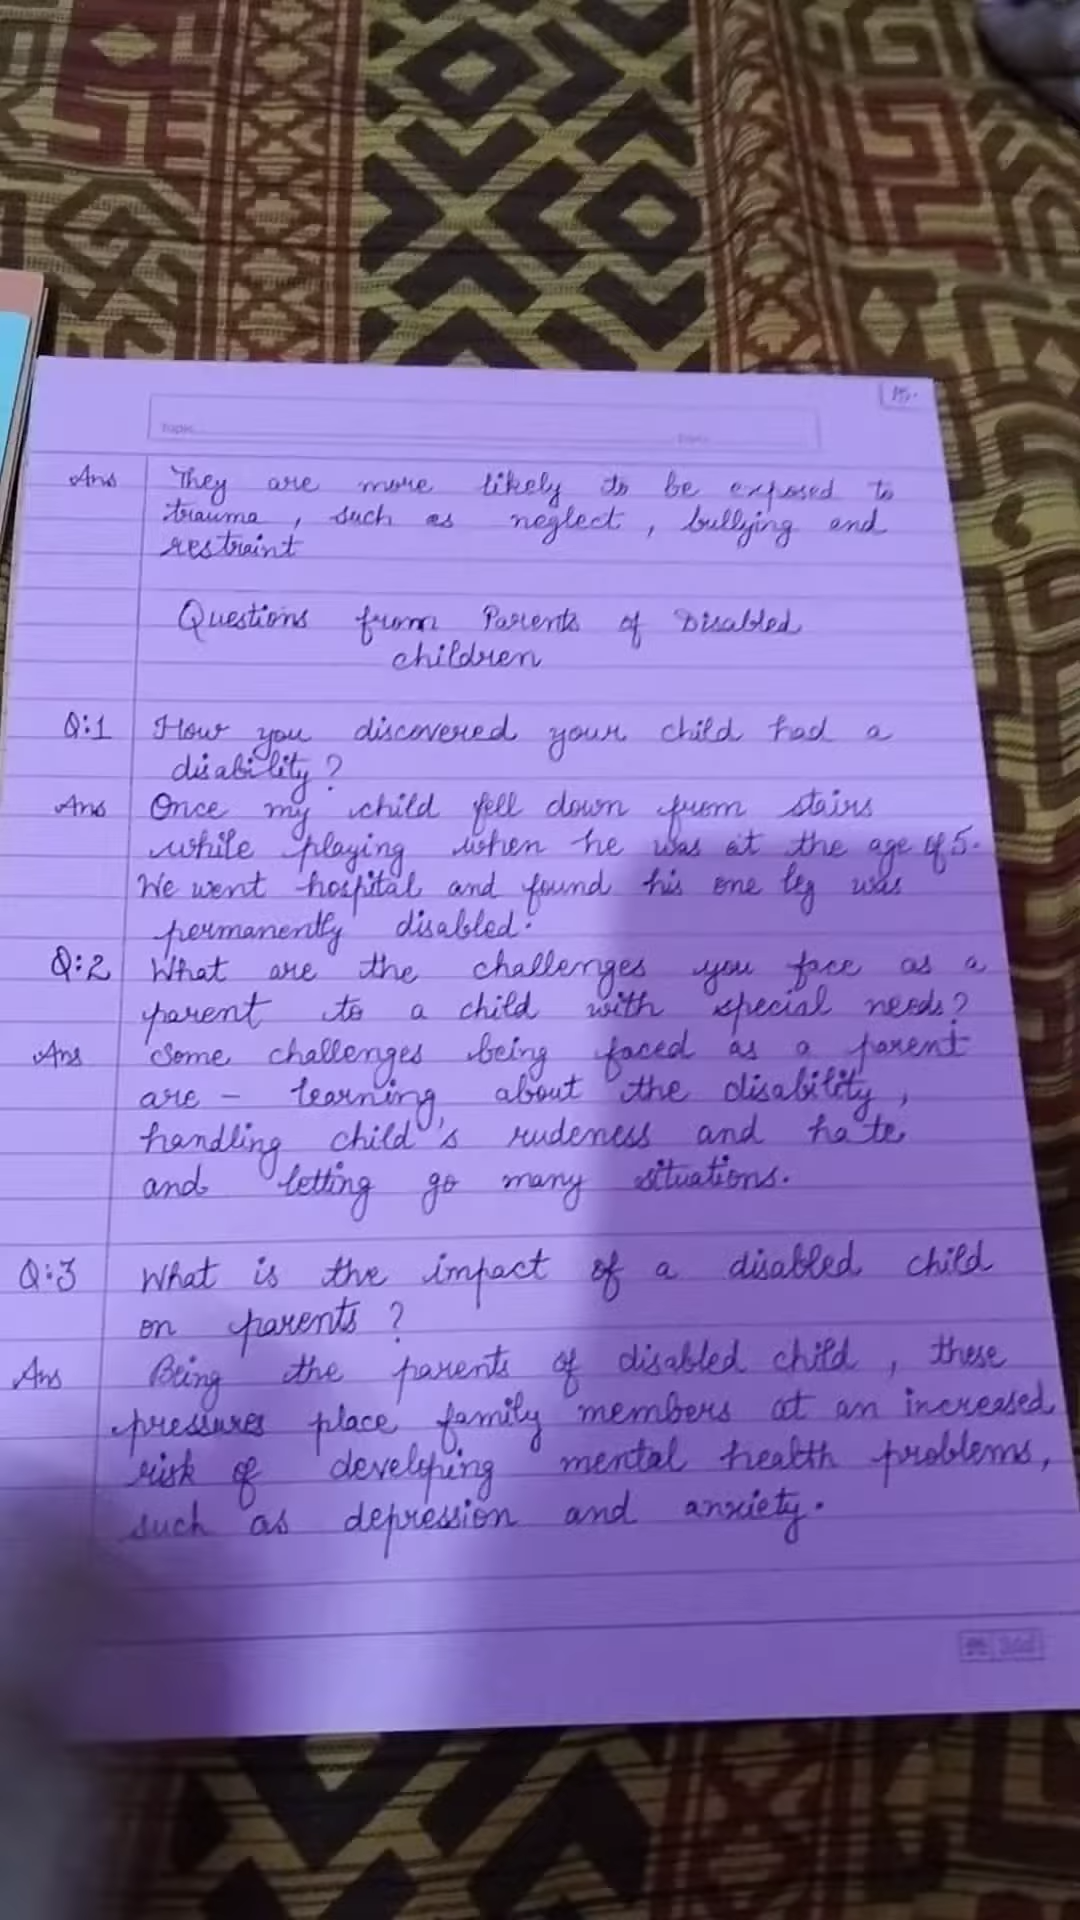 15.
Topic
Date
Ans They are more likely to be exposed to
trauma, such as neglect, bullying and
restraint
Questions from Parents of Disabled
children
Q:1 How you discovered your child had a
disability?
Ans Once my child fell down from stairs
while playing when he was at the age of 5.
We went hospital and found his one leg was
permanently disabled.
Q:2 What are the challenges you face as a
parent to a child with special needs?
Ans Some challenges being faced as a parent
are - learning about the disability,
handling child's rudeness and hate
and letting go many situations.
Q:3 What is the impact of a disabled child
on parents?
Ans Being the parents of disabled child, these
pressures place family members at an increased
risk of developing mental health problems,
such as depression and anxiety.